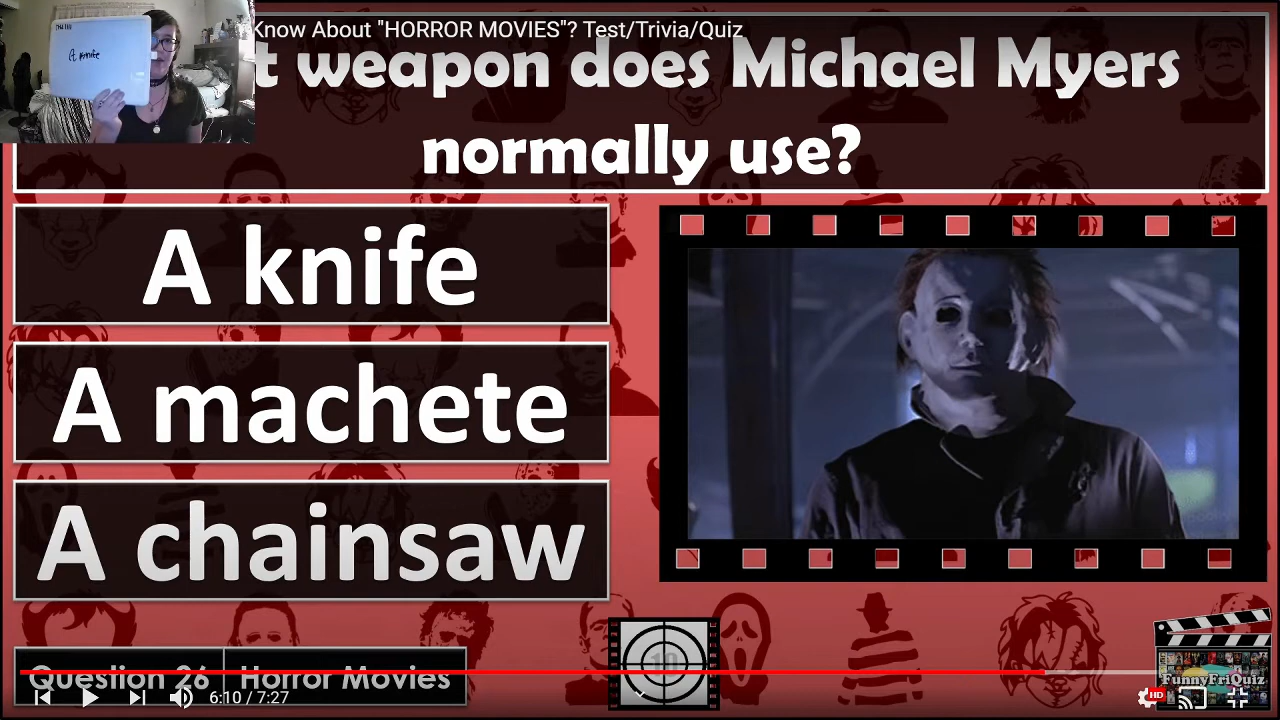 Know About "HORROR MOVIES"? Test/Trivia/Quiz
A knife
t weapon does Michael Myers
normally use?
A knife
A machete
A chainsaw
Question 26 Horror Movies
10
FunnyFriQuiz
6:10 / 7:27
HD